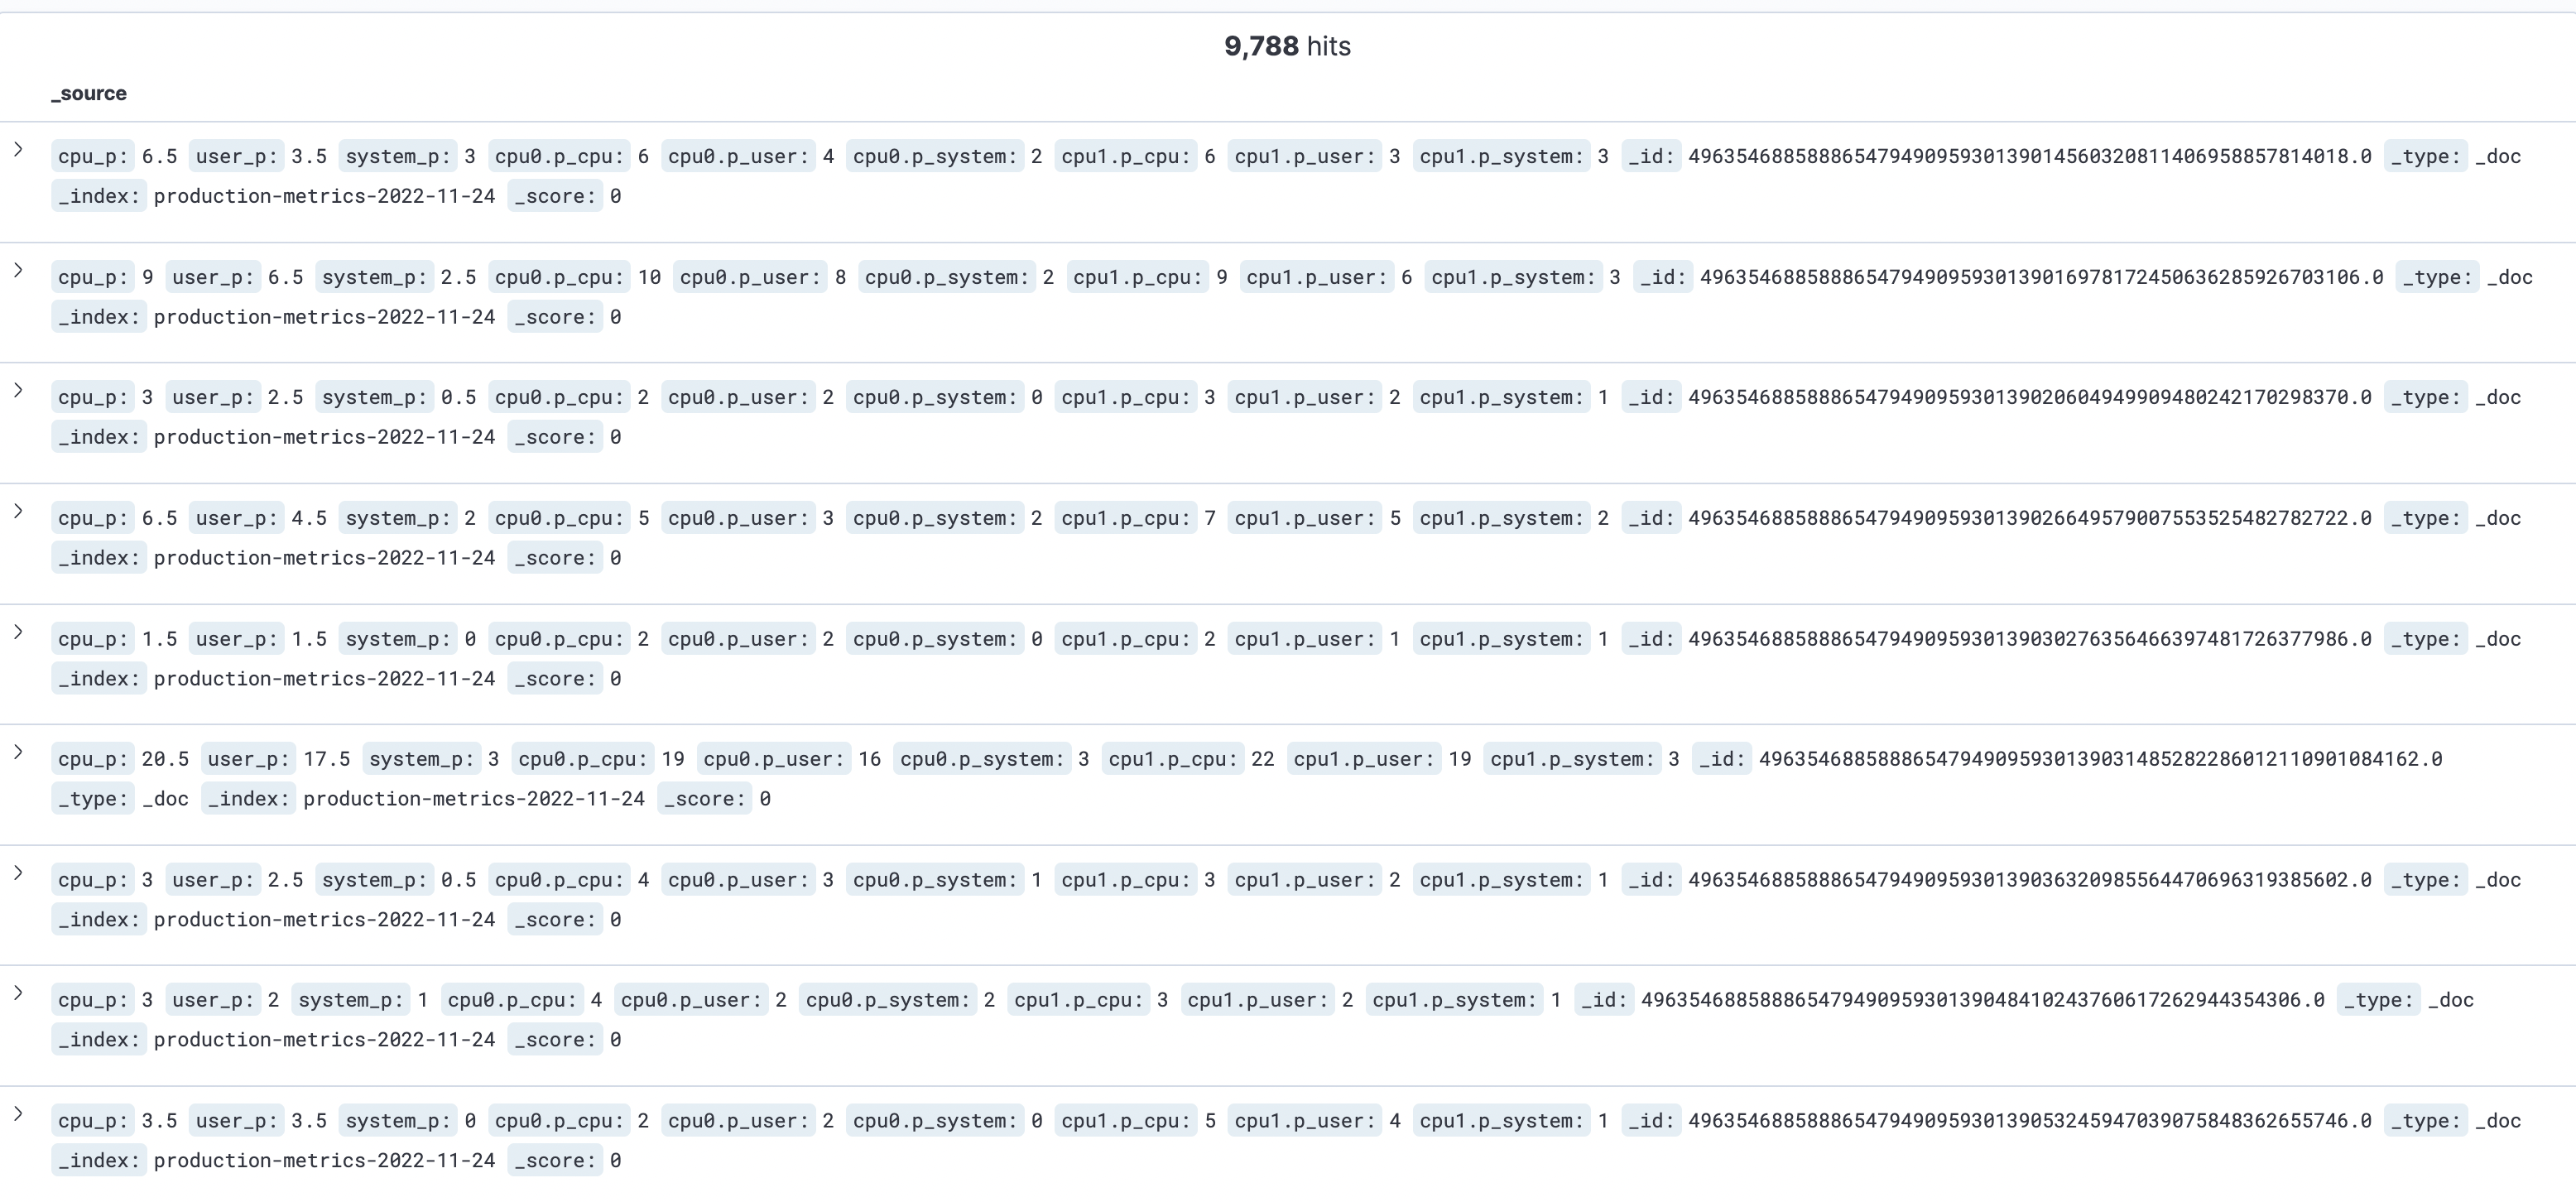 9,788 hits
_source
cpu_p: 6.5 user_p: 3.5 system_p: 3 cpu0.p_cpu: 6 cpu0.p_user: 4 cpu0.p_system: 2 cpu1.p_cpu: 6 cpu1.p_user: 3 cpu1.p_system: 3 _id: 49635468858886547949095930139014560320811406958857814018.0 _type: _doc
_index: production-metrics-2022-11-24 _score: 0
cpu_p: 9 user_p: 6.5 system_p: 2.5 cpu0.p_cpu: 10 cpu0.p_user: 8 cpu0.p_system: 2 cpu1.p_cpu: 9 cpu1.p_user: 6 cpu1.p_system: 3 _id: 49635468858886547949095930139016978172450636285926703106.0 _type: _doc
_index: production-metrics-2022-11-24 _score: 0
cpu_p: 3 user_p: 2.5 system_p: 0.5 cpu0.p_cpu: 2 cpu0.p_user: 2 cpu0.p_system: 0 cpu1.p_cpu: 3 cpu1.p_user: 2 cpu1.p_system: 1 _id: 49635468858886547949095930139020604949909480242170298370.0 _type: _doc
_index: production-metrics-2022-11-24 _score: 0
cpu_p: 6.5 user_p: 4.5 system_p: 2 cpu0.p_cpu: 5 cpu0.p_user: 3 cpu0.p_system: 2 cpu1.p_cpu: 7 cpu1.p_user: 5 cpu1.p_system: 2 _id: 49635468858886547949095930139026649579007553525482782722.0 _type: _doc
_index: production-metrics-2022-11-24 _score: 0
cpu_p: 1.5 user_p: 1.5 system_p: 0 cpu0.p_cpu: 2 cpu0.p_user: 2 cpu0.p_system: 0 cpu1.p_cpu: 2 cpu1.p_user: 1 cpu1.p_system: 1 _id: 49635468858886547949095930139030276356466397481726377986.0 _type: _doc
_index: production-metrics-2022-11-24 _score: 0
cpu_p: 20.5 user_p: 17.5 system_p: 3 cpu0.p_cpu: 19 cpu0.p_user: 16 cpu0.p_system: 3 cpu1.p_cpu: 22 cpu1.p_user: 19 cpu1.p_system: 3 _id: 49635468858886547949095930139031485282286012110901084162.0
_type: _doc _index: production-metrics-2022-11-24 _score: 0
cpu_p: 3 user_p: 2.5 system_p: 0.5 cpu0.p_cpu: 4 cpu0.p_user: 3 cpu0.p_system: 1 cpu1.p_cpu: 3 cpu1.p_user: 2 cpu1.p_system: 1 _id: 49635468858886547949095930139036320985564470696319385602.0 _type: _doc
_index: production-metrics-2022-11-24 _score: 0
cpu_p: 3 user_p: 2 system_p: 1 cpu0.p_cpu: 4 cpu0.p_user: 2 cpu0.p_system: 2 cpu1.p_cpu: 3 cpu1.p_user: 2 cpu1.p_system: 1 _id: 49635468858886547949095930139048410243760617262944354306.0 _type: _doc
_index: production-metrics-2022-11-24 _score: 0
cpu_p: 3.5 user_p: 3.5 system_p: 0 cpu0.p_cpu: 2 cpu0.p_user: 2 cpu0.p_system: 0 cpu1.p_cpu: 5 cpu1.p_user: 4 cpu1.p_system: 1 _id: 49635468858886547949095930139053245947039075848362655746.0 _type: _doc
_index: production-metrics-2022-11-24 _score: 0